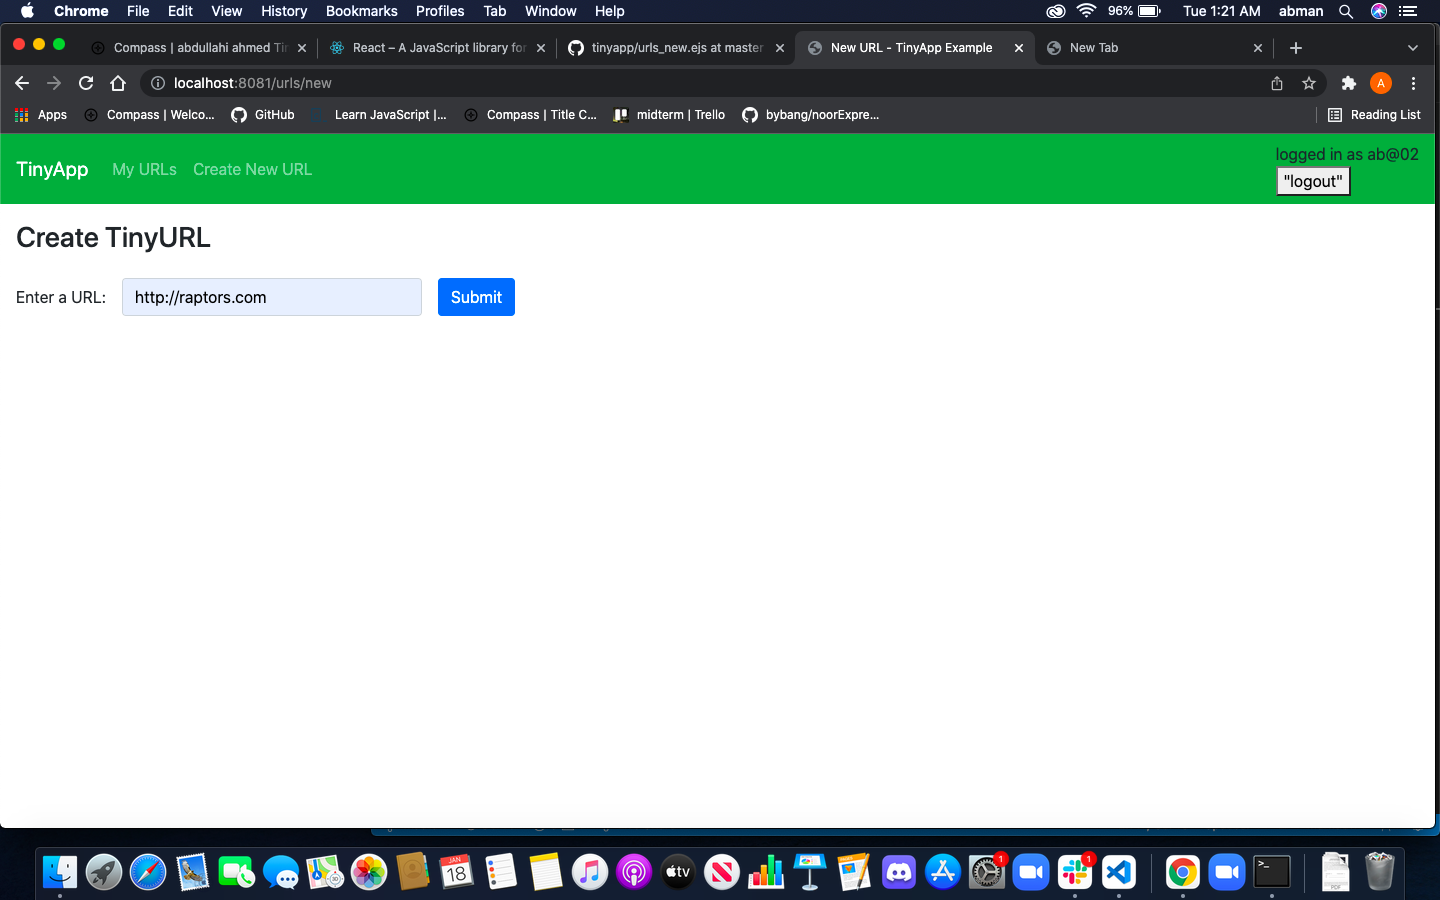 Chrome File Edit View History Bookmarks Profiles Tab Window Help 96% Tue 1:21 AM abman
Compass | abdullahi ahmed Tin React – A JavaScript library for tinyapp/urls_new.ejs at master New URL - TinyApp Example New Tab
localhost:8081/urls/new A
Apps Compass | Welco... GitHub Learn JavaScript |... Compass | Title C... midterm | Trello bybang/noorExpre... Reading List
logged in as ab@02
TinyApp My URLs Create New URL
"logout"
Create TinyURL
Enter a URL: http://raptors.com Submit
JAN
18
tv
1
1
>_
PDF